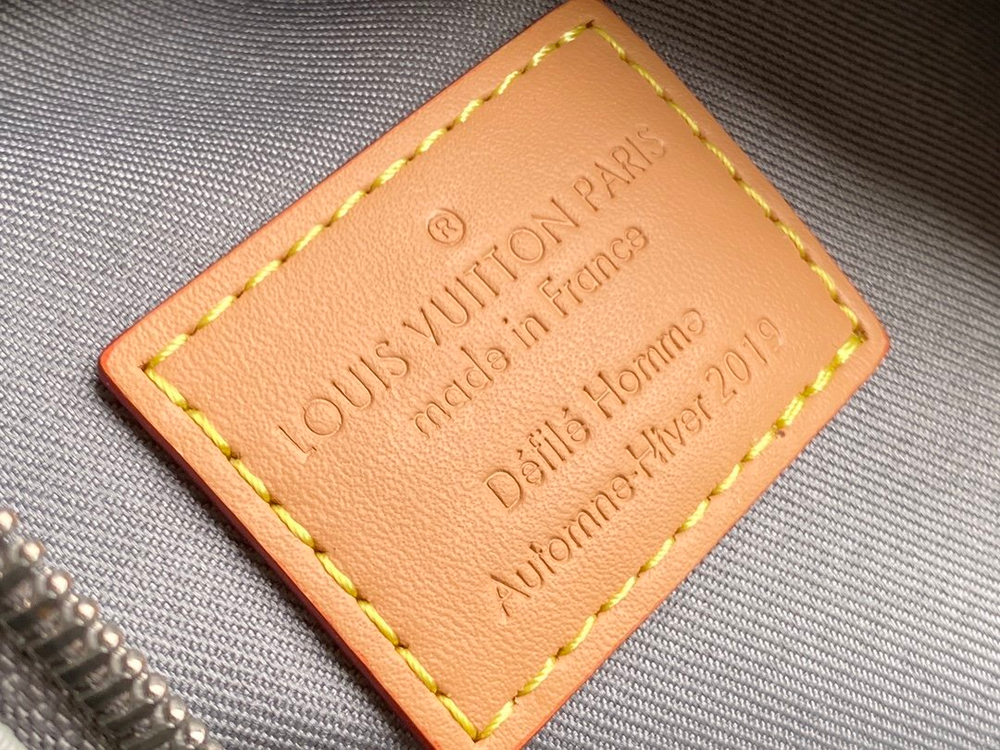 ®
LOUIS VUITTON PARIS
made in France
Défilé Homme
Automne-Hiver 2019